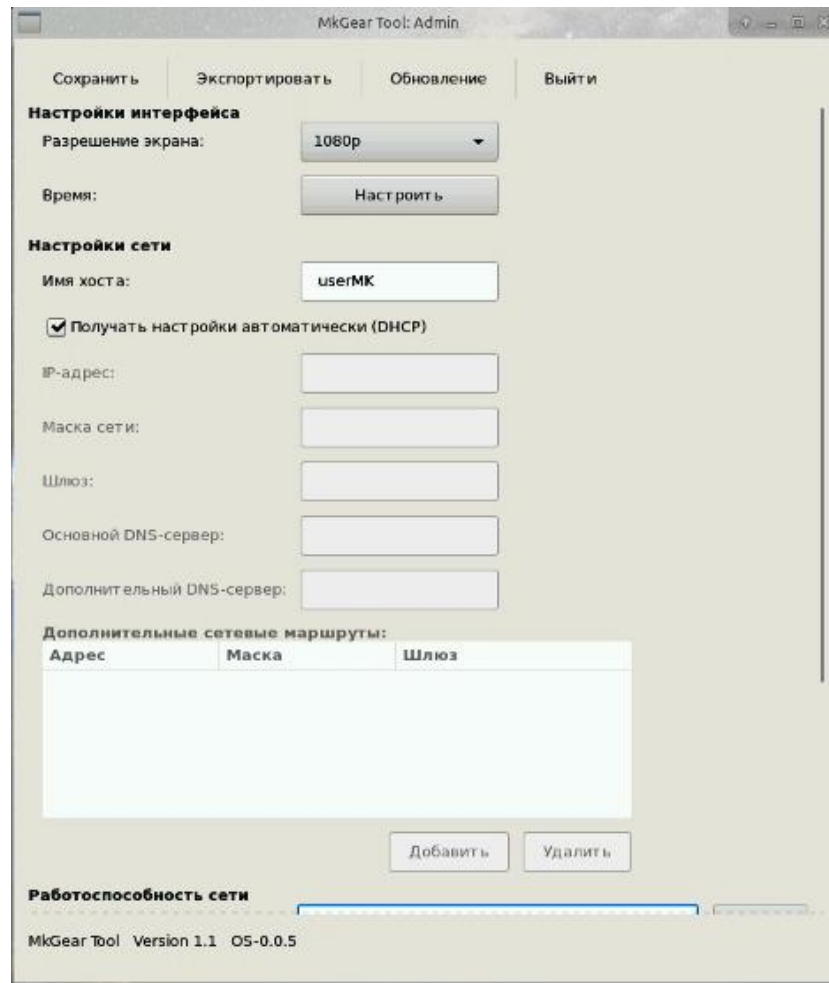 MkGear Tool: Admin
Сохранить Экспортировать Обновление Выйти
Настройки интерфейса
Разрешение экрана: 1080p
Время: Настроить
Настройки сети
Имя хоста: userMK
Получать настройки автоматически (DHCP)
IP-адрес:
Маска сети:
Шлюз:
Основной DNS-сервер:
Дополнительный DNS-сервер:
Дополнительные сетевые маршруты:
Адрес Маска Шлюз
Добавить Удалить
Работоспособность сети
MkGear Tool Version 1.1 OS-0.0.5